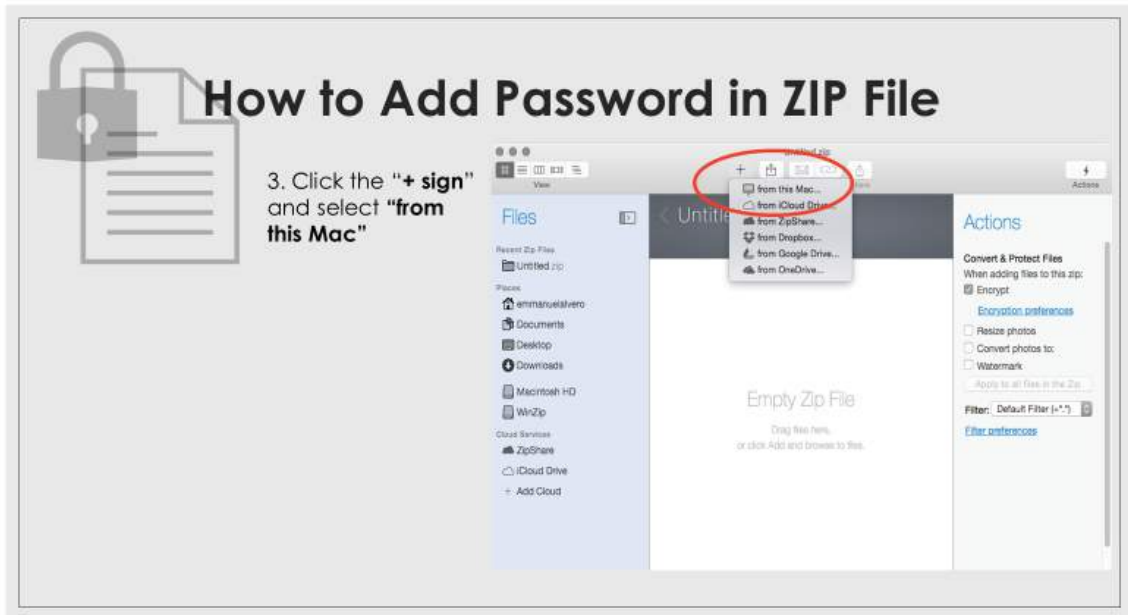 How to Add Password in ZIP File
3. Click the "+ sign"
and select "from
this Mac"
Untitled.zip
View
Actions
+
from this Mac...
from iCloud Drive...
from ZipShare...
from Dropbox...
from Google Drive...
from OneDrive...
Files
Recent Zip Files
Untitled.zip
Places
emmanuelalvero
Documents
Desktop
Downloads
Macintosh HD
WinZip
Cloud Services
ZipShare
iCloud Drive
+ Add Cloud
Empty Zip File
Drag files here,
or click Add and browse to files.
Actions
Convert & Protect Files
When adding files to this zip:
Encrypt
Encryption preferences
Resize photos
Convert photos to:
Watermark
Apply to all files in the Zip
Filter: Default Filter (+*.*)
Filter preferences